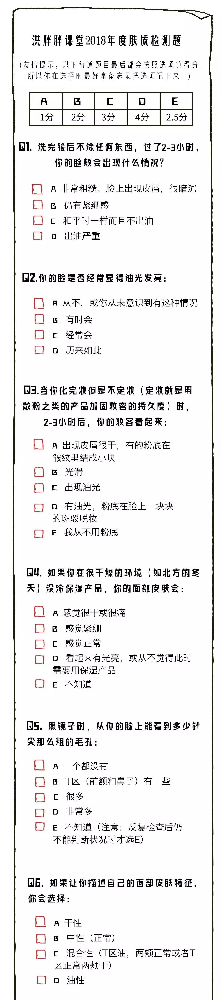 洪胖胖课堂2018年度肤质检测题
(友情提示：以下每道题目最后都会按照选项算得分，
所以你在选择时最好拿备忘录把选项记下来！)
A B C D E
1分 2分 3分 4分 2.5分
Q1. 洗完脸后不涂任何东西，过了2-3小时，
你的脸颊会出现什么情况？
A 非常粗糙、脸上出现皮屑，很暗沉
B 仍有紧绷感
C 和平时一样而且不出油
D 出油严重
Q2.你的脸是否经常显得油光发亮：
A 从不，或你从未意识到有这种情况
B 有时会
C 经常会
D 历来如此
Q3.当你化完妆但是不定妆（定妆就是用
散粉之类的产品加固妆容的持久度）时，
2-3小时后，你的妆容看起来：
A 出现皮屑很干，有的粉底在
皱纹里结成小块
B 光滑
C 出现油光
D 有油光，粉底在脸上一块块
的斑驳脱妆
E 我从不用粉底
Q4. 如果你在很干燥的环境（如北方的冬
天）没涂保湿产品，你的面部皮肤会：
A 感觉很干或很痛
B 感觉紧绷
C 感觉正常
D 看起来有光亮，或从不觉得此时
需要用保湿产品
E 不知道
Q5. 照镜子时，从你的脸上能看到多少针
尖那么粗的毛孔：
A 一个都没有
B T区（前额和鼻子）有一些
C 很多
D 非常多
E 不知道（注意：反复检查后仍
不能判断状况时才选E）
Q6. 如果让你描述自己的面部皮肤特征，
你会选择：
A 干性
B 中性（正常）
C 混合性（T区油，两颊正常或者T
区正常两颊干）
D 油性